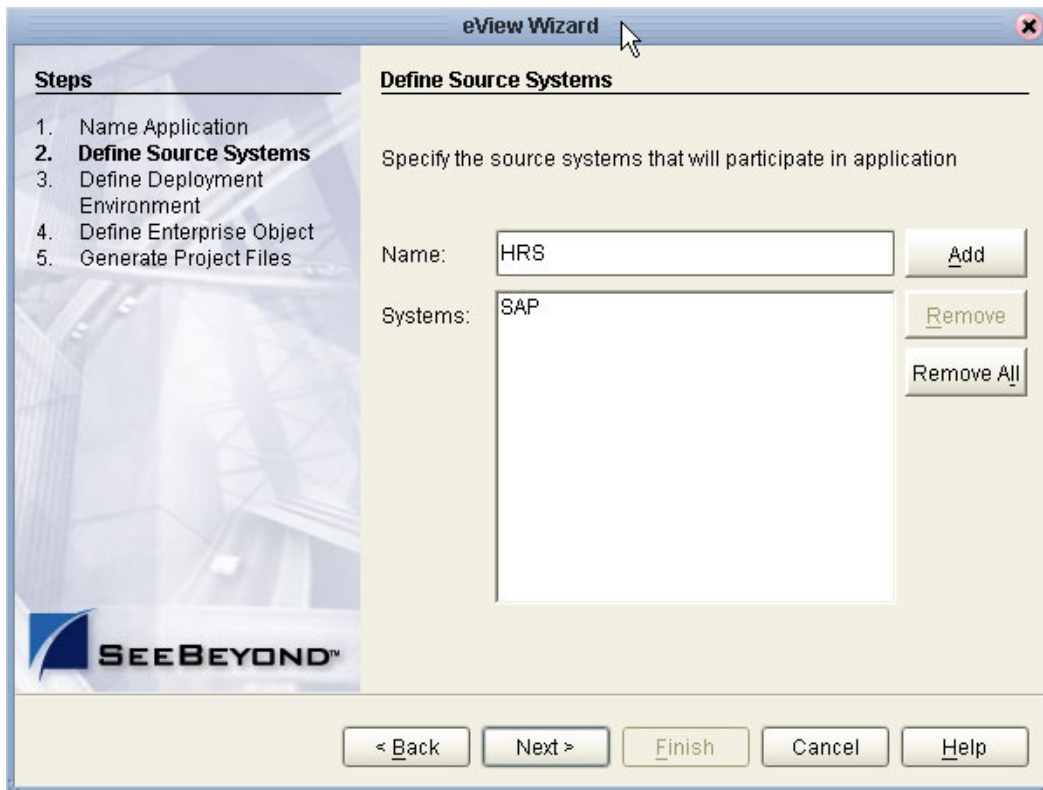 eView Wizard
Steps
1. Name Application
2. Define Source Systems
3. Define Deployment
Environment
4. Define Enterprise Object
5. Generate Project Files
SEEBEYOND™
Define Source Systems
Specify the source systems that will participate in application
Name: HRS Add
Systems: SAP Remove
Remove All
< Back Next > Finish Cancel Help